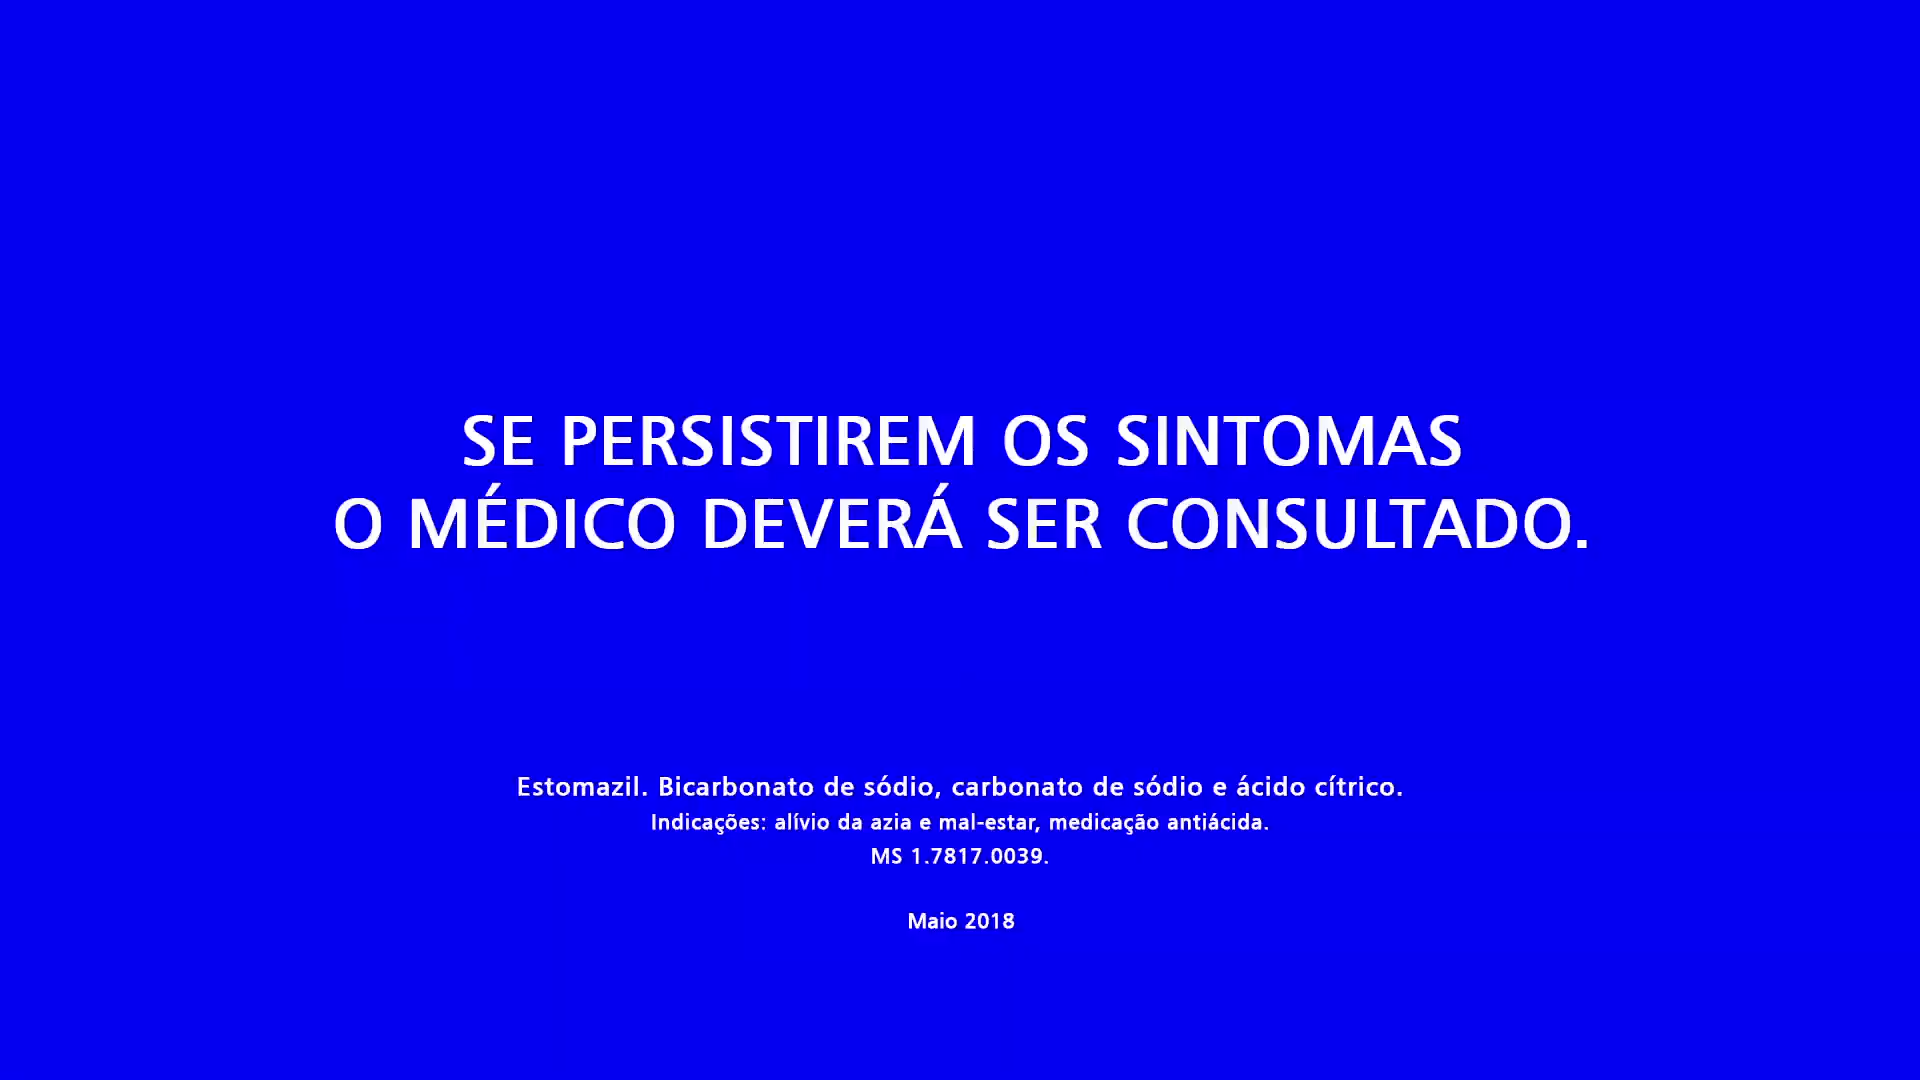 SE PERSISTIREM OS SINTOMAS
O MÉDICO DEVERÁ SER CONSULTADO.
Estomazil. Bicarbonato de sódio, carbonato de sódio e ácido cítrico.
Indicações: alívio da azia e mal-estar, medicação antiácida.
MS 1.7817.0039.
Maio 2018